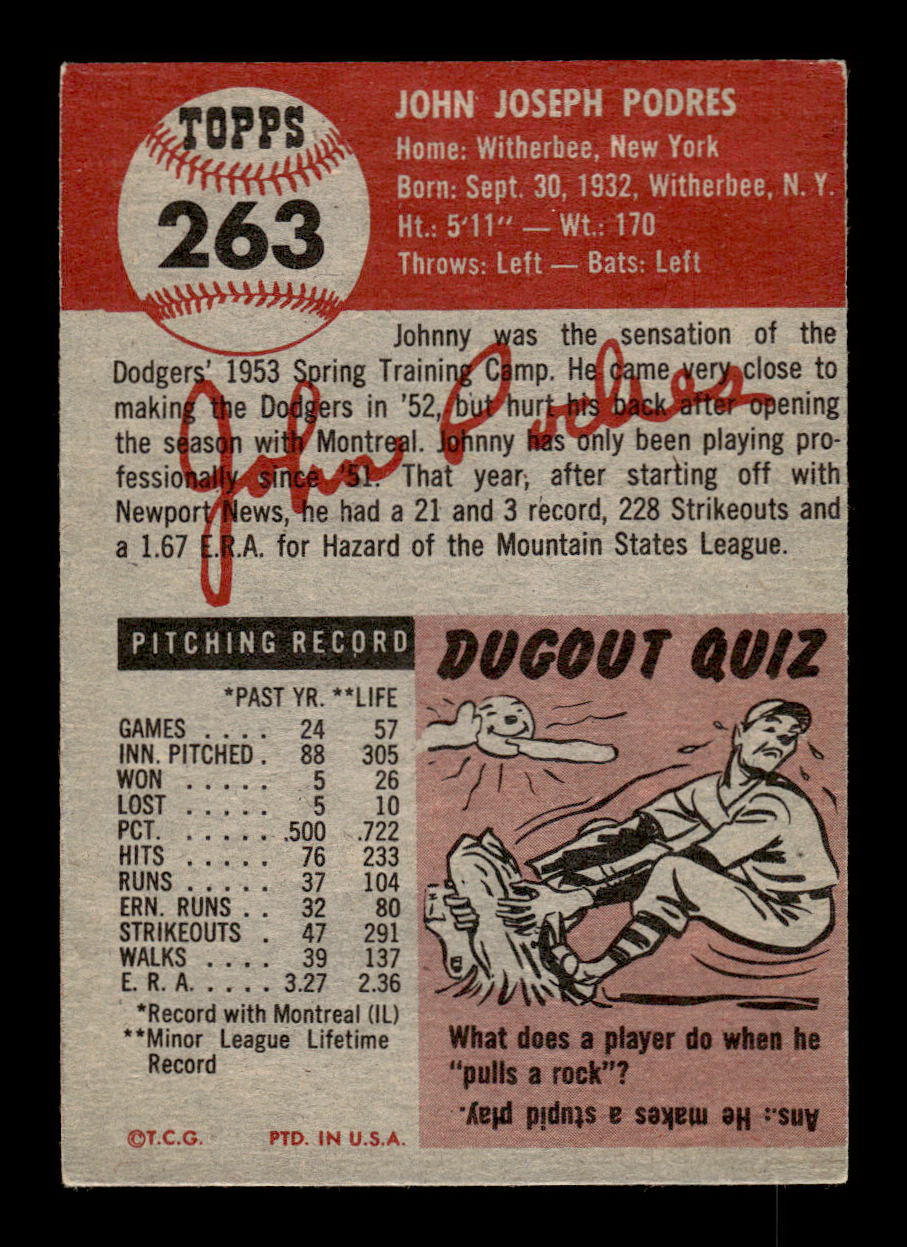 TOPPS
263
JOHN JOSEPH PODRES
Home: Witherbee, New York
Born: Sept. 30, 1932, Witherbee, N. Y.
Ht.: 5'11" — Wt.: 170
Throws: Left — Bats: Left
Johnny was the sensation of the
Dodgers' 1953 Spring Training Camp. He came very close to
making the Dodgers in '52, but hurt his back after opening
the season with Montreal. Johnny has only been playing pro-
fessionally since '51. That year, after starting off with
Newport News, he had a 21 and 3 record, 228 Strikeouts and
a 1.67 E.R.A. for Hazard of the Mountain States League.
John Podres
PITCHING RECORD
*PAST YR. **LIFE
GAMES . . . . 24 57
INN. PITCHED . 88 305
WON . . . . . 5 26
LOST . . . . . 5 10
PCT. . . . . . .500 .722
HITS . . . . . 76 233
RUNS . . . . . 37 104
ERN. RUNS . . 32 80
STRIKEOUTS . 47 291
WALKS . . . . 39 137
E. R. A. . . . . 3.27 2.36
*Record with Montreal (IL)
**Minor League Lifetime
Record
©T.C.G. PTD. IN U.S.A.
DUGOUT QUIZ
What does a player do when he
"pulls a rock"?
Ans.: He makes a stupid play.